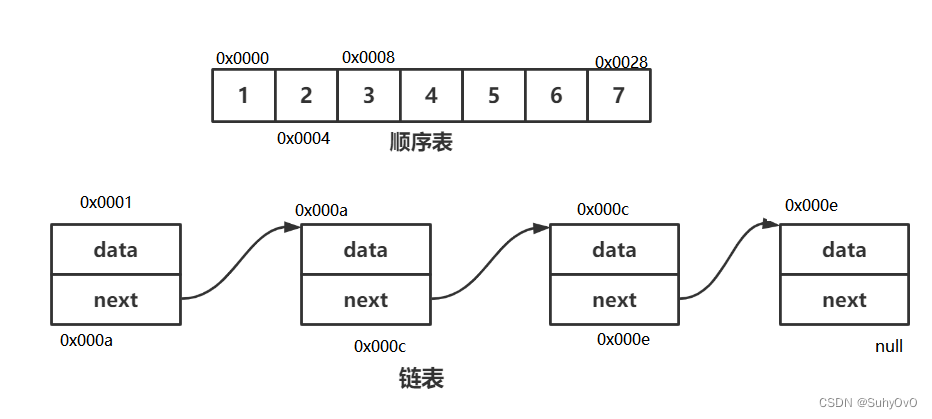 0x0000 0x0008 0x0028
1 2 3 4 5 6 7
0x0004
顺序表
0x0001 0x000a 0x000c 0x000e
data data data data
next next next next
0x000a 0x000c 0x000e null
链表
CSDN @SuhyOvO